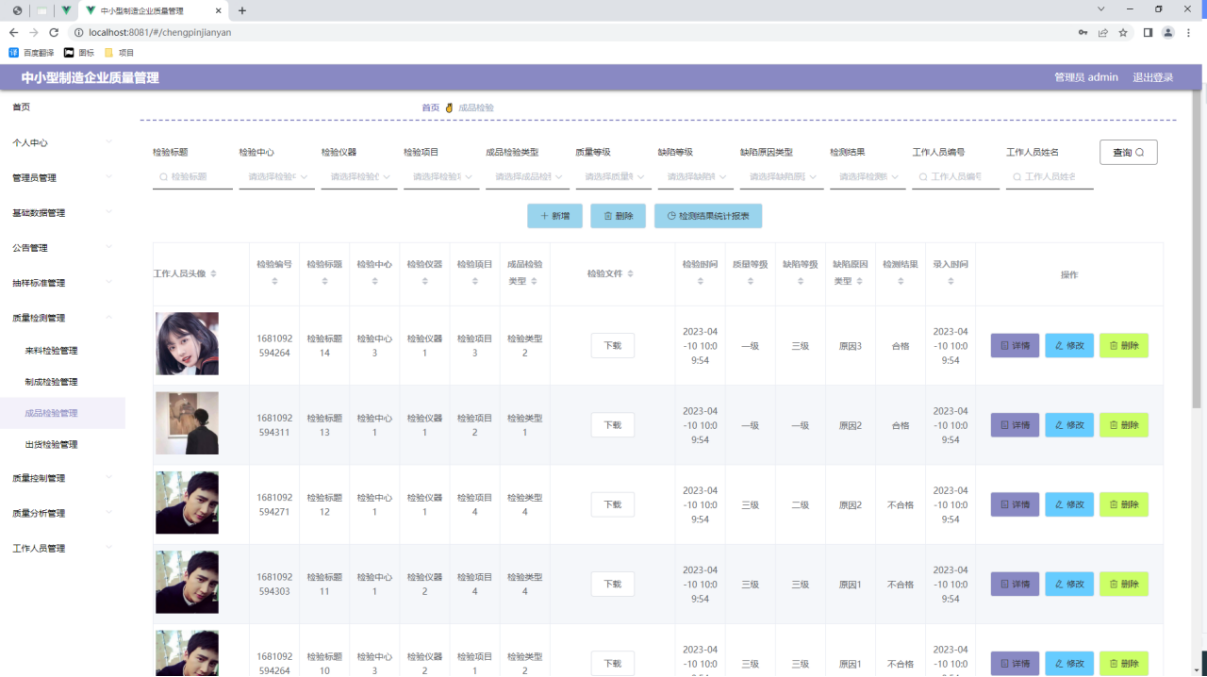 中小型制造企业质量管理
localhost:8081/#/chengpinjianyan
百度翻译 图标 项目
中小型制造企业质量管理 管理员 admin 退出登录
首页
个人中心
管理员管理
基础数据管理
公告管理
抽样标准管理
质量检测管理
来料检验管理
制成检验管理
成品检验管理
出货检验管理
质量控制管理
质量分析管理
工作人员管理
首页 成品检验
检验标题 检验中心 检验仪器 检验项目 成品检验类型 质量等级 缺陷等级 缺陷原因类型 检测结果 工作人员编号 工作人员姓名 查询
检验标题 请选择检验 请选择检验 请选择检验 请选择成品检 请选择质量 请选择缺陷 请选择缺陷原 请选择检 工作人员编号 工作人员姓名
新增 删除 检测结果统计报表
工作人员头像 检验编号 检验标题 检验中心 检验仪器 检验项目 成品检验类型 检验文件 检验时间 质量等级 缺陷等级 缺陷原因类型 检测结果 录入时间 操作
1681092594264 检验标题14 检验中心3 检验仪器1 检验项目3 检验类型2 下载 2023-04-10 10:09:54 一级 三级 原因3 合格 2023-04-10 10:09:54 详情 修改 删除
1681092594311 检验标题13 检验中心1 检验仪器1 检验项目2 检验类型1 下载 2023-04-10 10:09:54 一级 一级 原因2 合格 2023-04-10 10:09:54 详情 修改 删除
1681092594271 检验标题12 检验中心1 检验仪器1 检验项目4 检验类型4 下载 2023-04-10 10:09:54 三级 二级 原因2 不合格 2023-04-10 10:09:54 详情 修改 删除
1681092594303 检验标题11 检验中心1 检验仪器2 检验项目4 检验类型4 下载 2023-04-10 10:09:54 三级 三级 原因1 不合格 2023-04-10 10:09:54 详情 修改 删除
1681092594264 检验标题10 检验中心3 检验仪器2 检验项目1 检验类型2 下载 2023-04-10 10:0 三级 三级 原因1 不合格 2023-04-10 10:0 详情 修改 删除